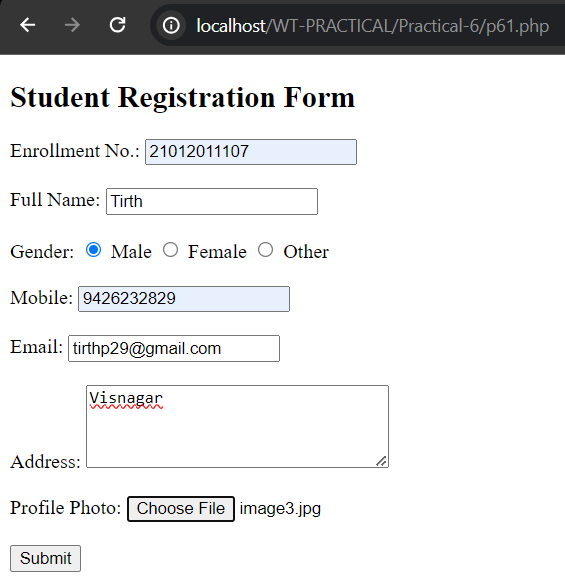 localhost/WT-PRACTICAL/Practical-6/p61.php
Student Registration Form
Enrollment No.: 21012011107
Full Name: Tirth
Gender: Male Female Other
Mobile: 9426232829
Email: tirthp29@gmail.com
Visnagar
Address:
Profile Photo: Choose File image3.jpg
Submit